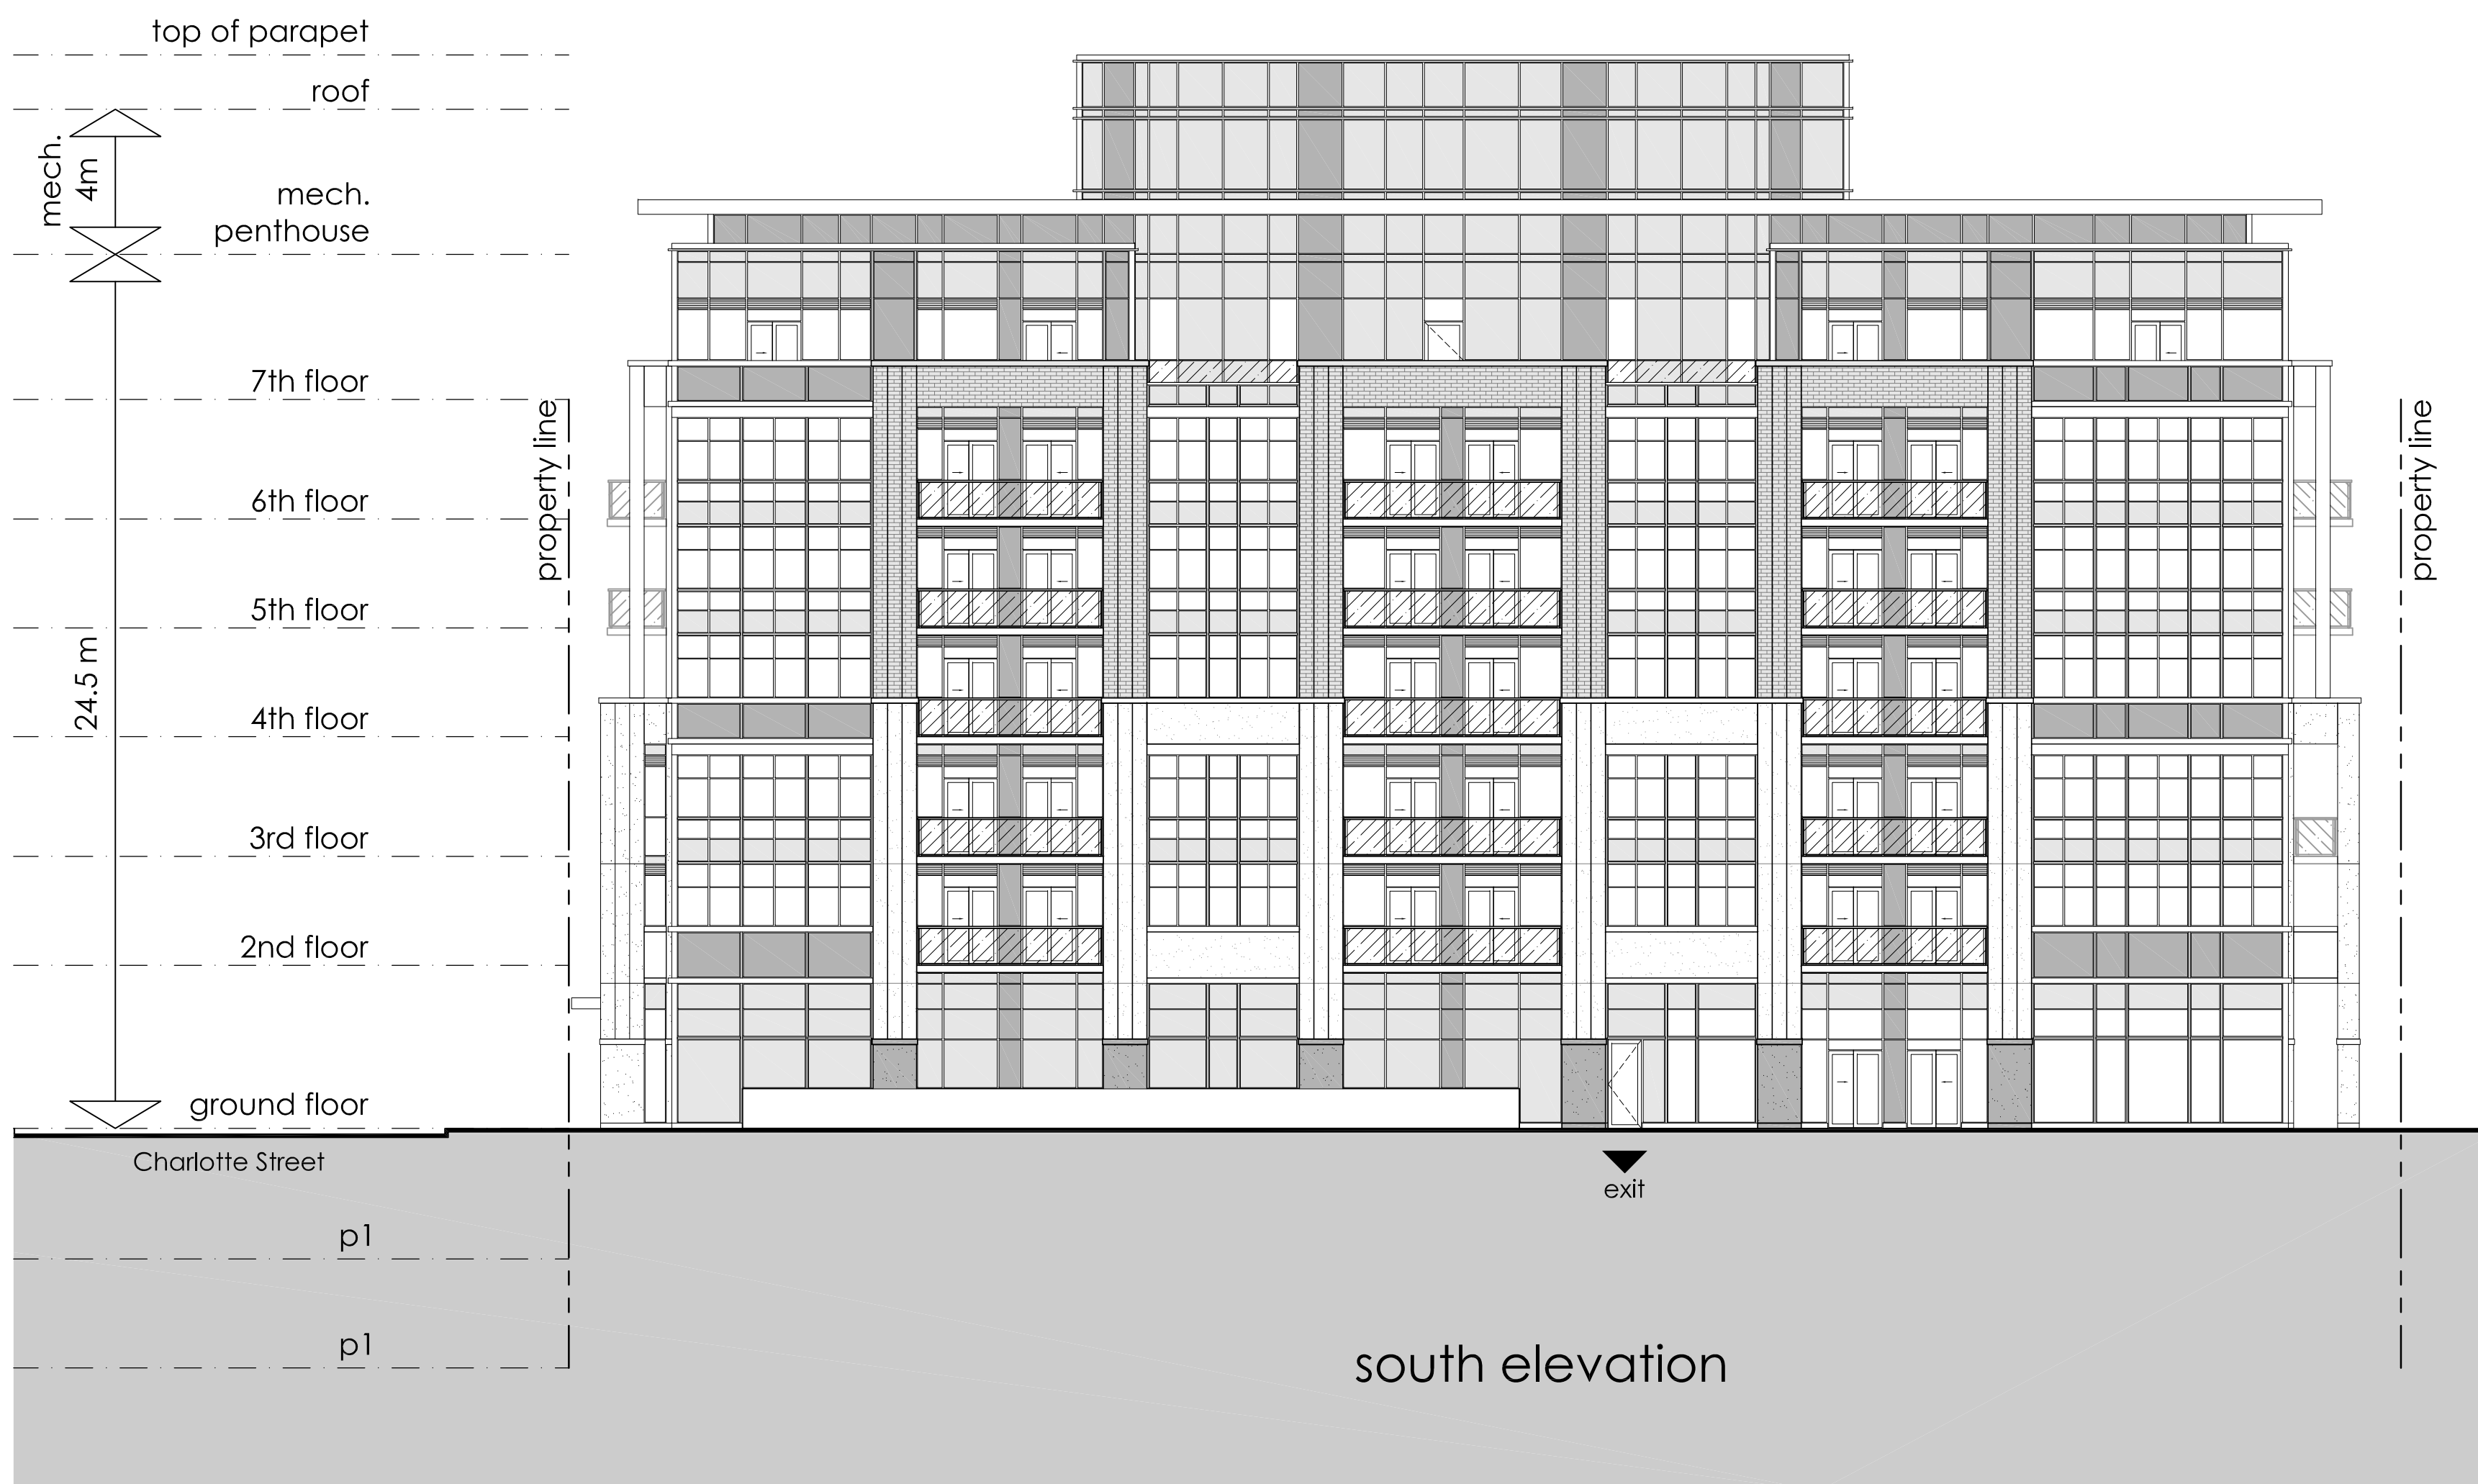 top of parapet
roof
mech.
4m
mech.
penthouse
7th floor
property line
property line
6th floor
5th floor
24.5 m
4th floor
3rd floor
2nd floor
ground floor
Charlotte Street
exit
p1
p1
south elevation